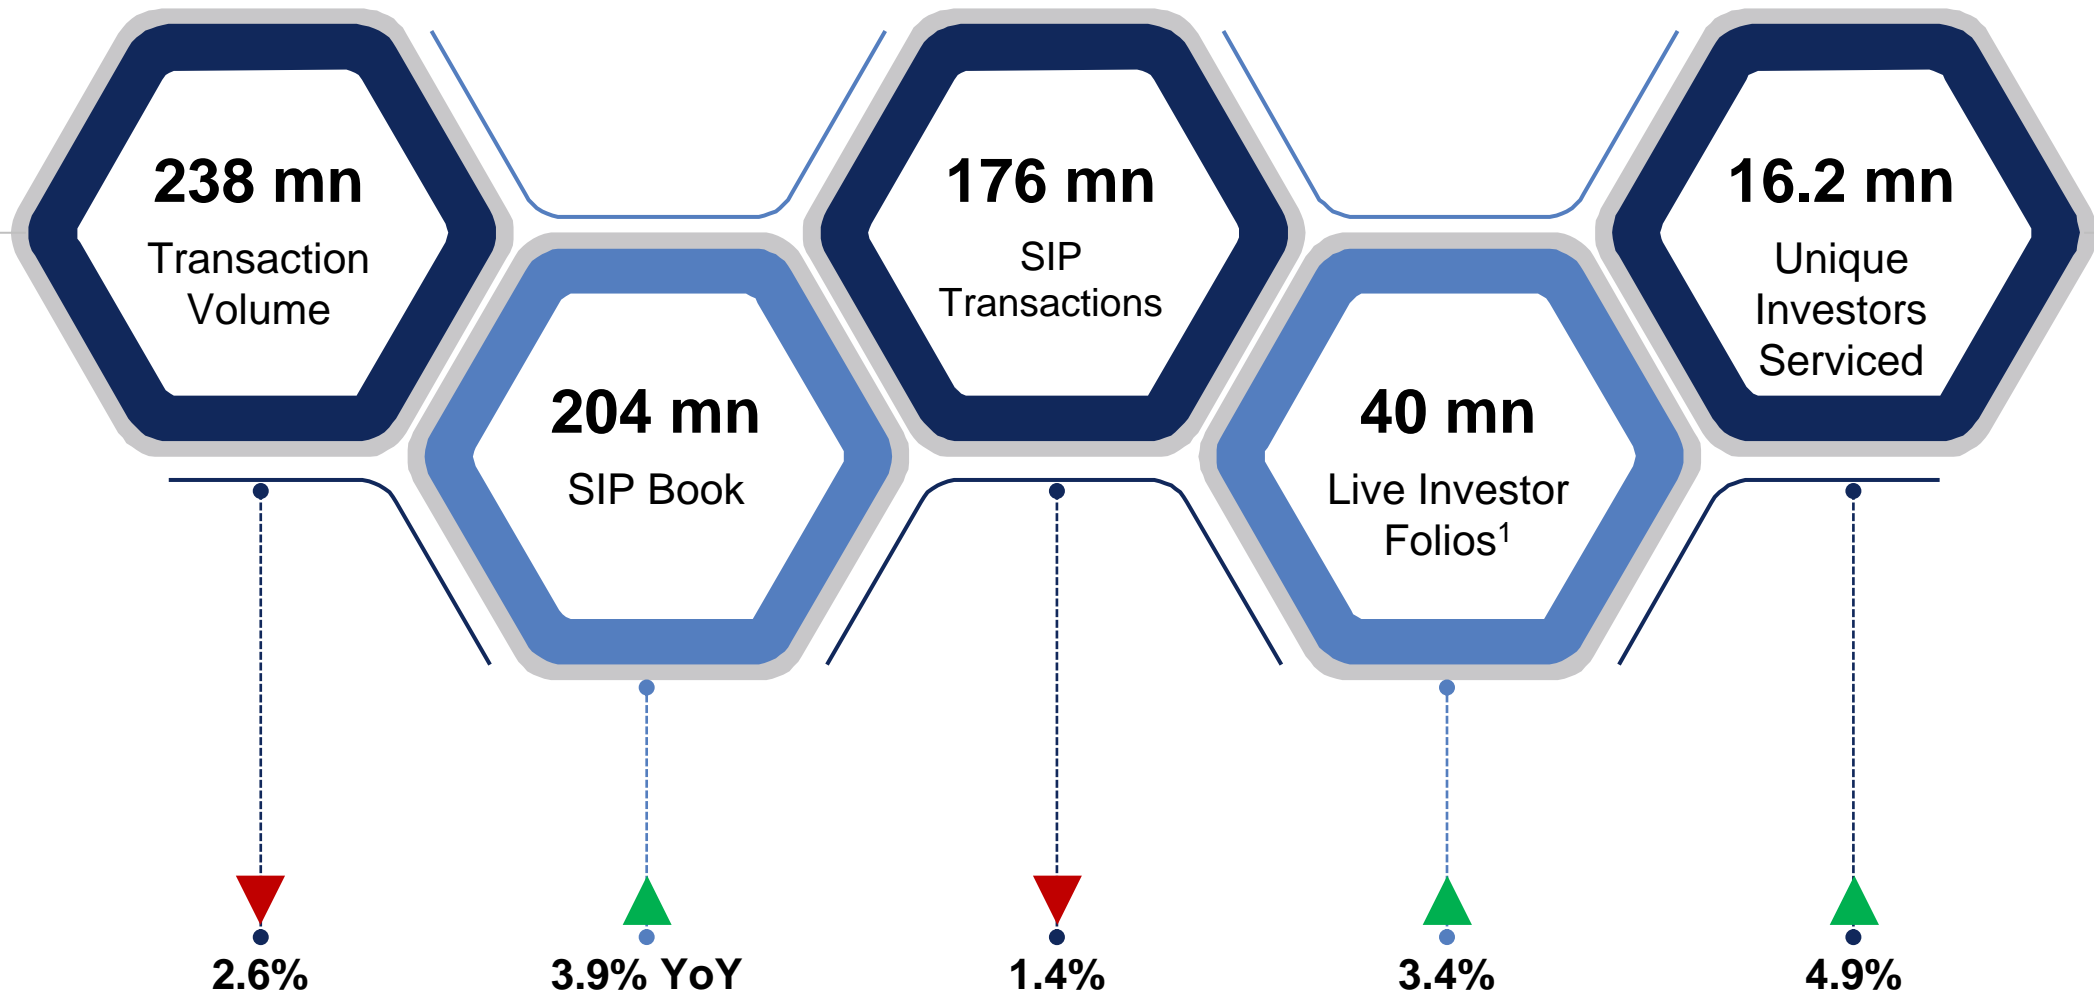 238 mn
Transaction
Volume
204 mn
SIP Book
176 mn
SIP
Transactions
40 mn
Live Investor
Folios¹
16.2 mn
Unique
Investors
Serviced
2.6%
3.9% YoY
1.4%
3.4%
4.9%